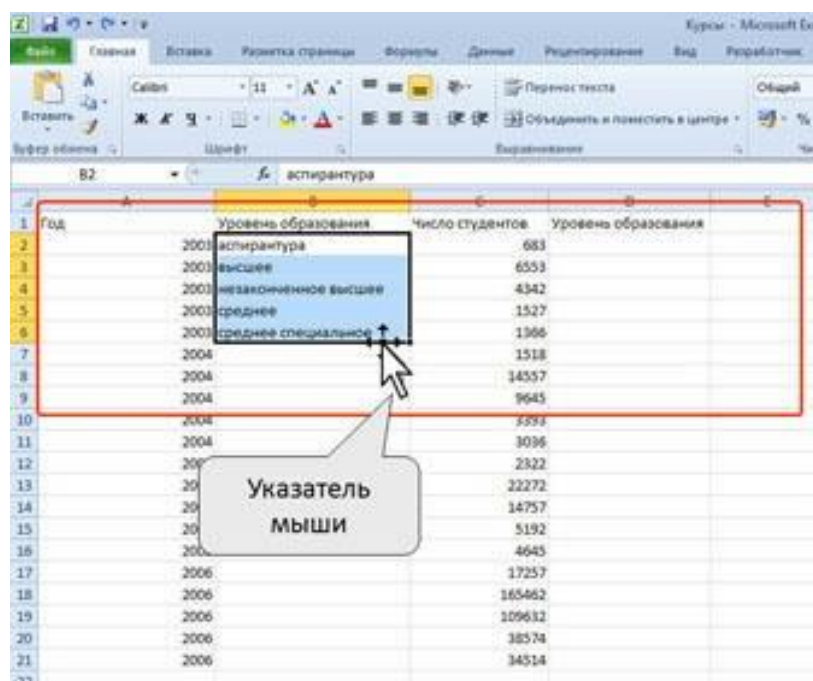 Курсы - Microsoft Ex
Файл Главная Вставка Разметка страницы Формулы Данные Рецензирование Вид Разработчик
Вставить Calibri 11 A A Перенос текста Общий
Ж К Ч Объединить и поместить в центре %
Буфер обмена Шрифт Выравнивание
B2 fx аспирантура
A B C D E
1 Год Уровень образования Число студентов Уровень образования
2 2003 аспирантура 683
3 2003 высшее 6553
4 2003 незаконченное высшее 4342
5 2003 среднее 1527
6 2003 среднее специальное 1366
7 2004 1518
8 2004 14557
9 2004 9645
10 2004 3393
11 2004 3036
12 2322
13 22272
14 14757
15 5192
16 4645
17 2006 17257
18 2006 165462
19 2006 109632
20 2006 38574
21 2006 34514
Указатель
мыши